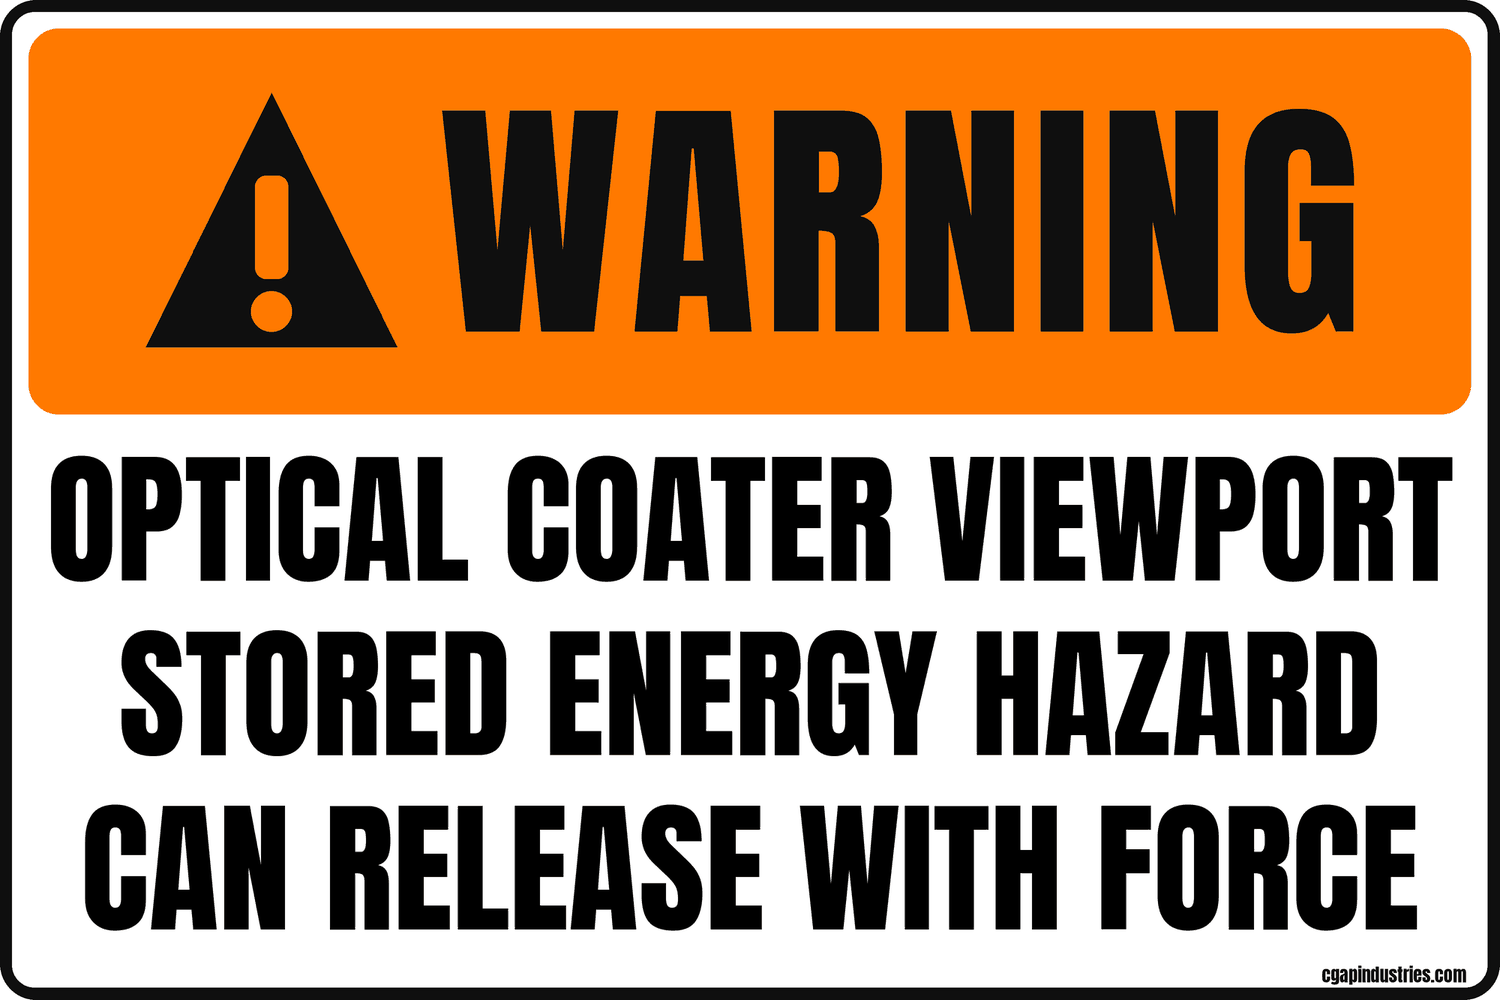 WARNING
OPTICAL COATER VIEWPORT
STORED ENERGY HAZARD
CAN RELEASE WITH FORCE
cgapindustries.com